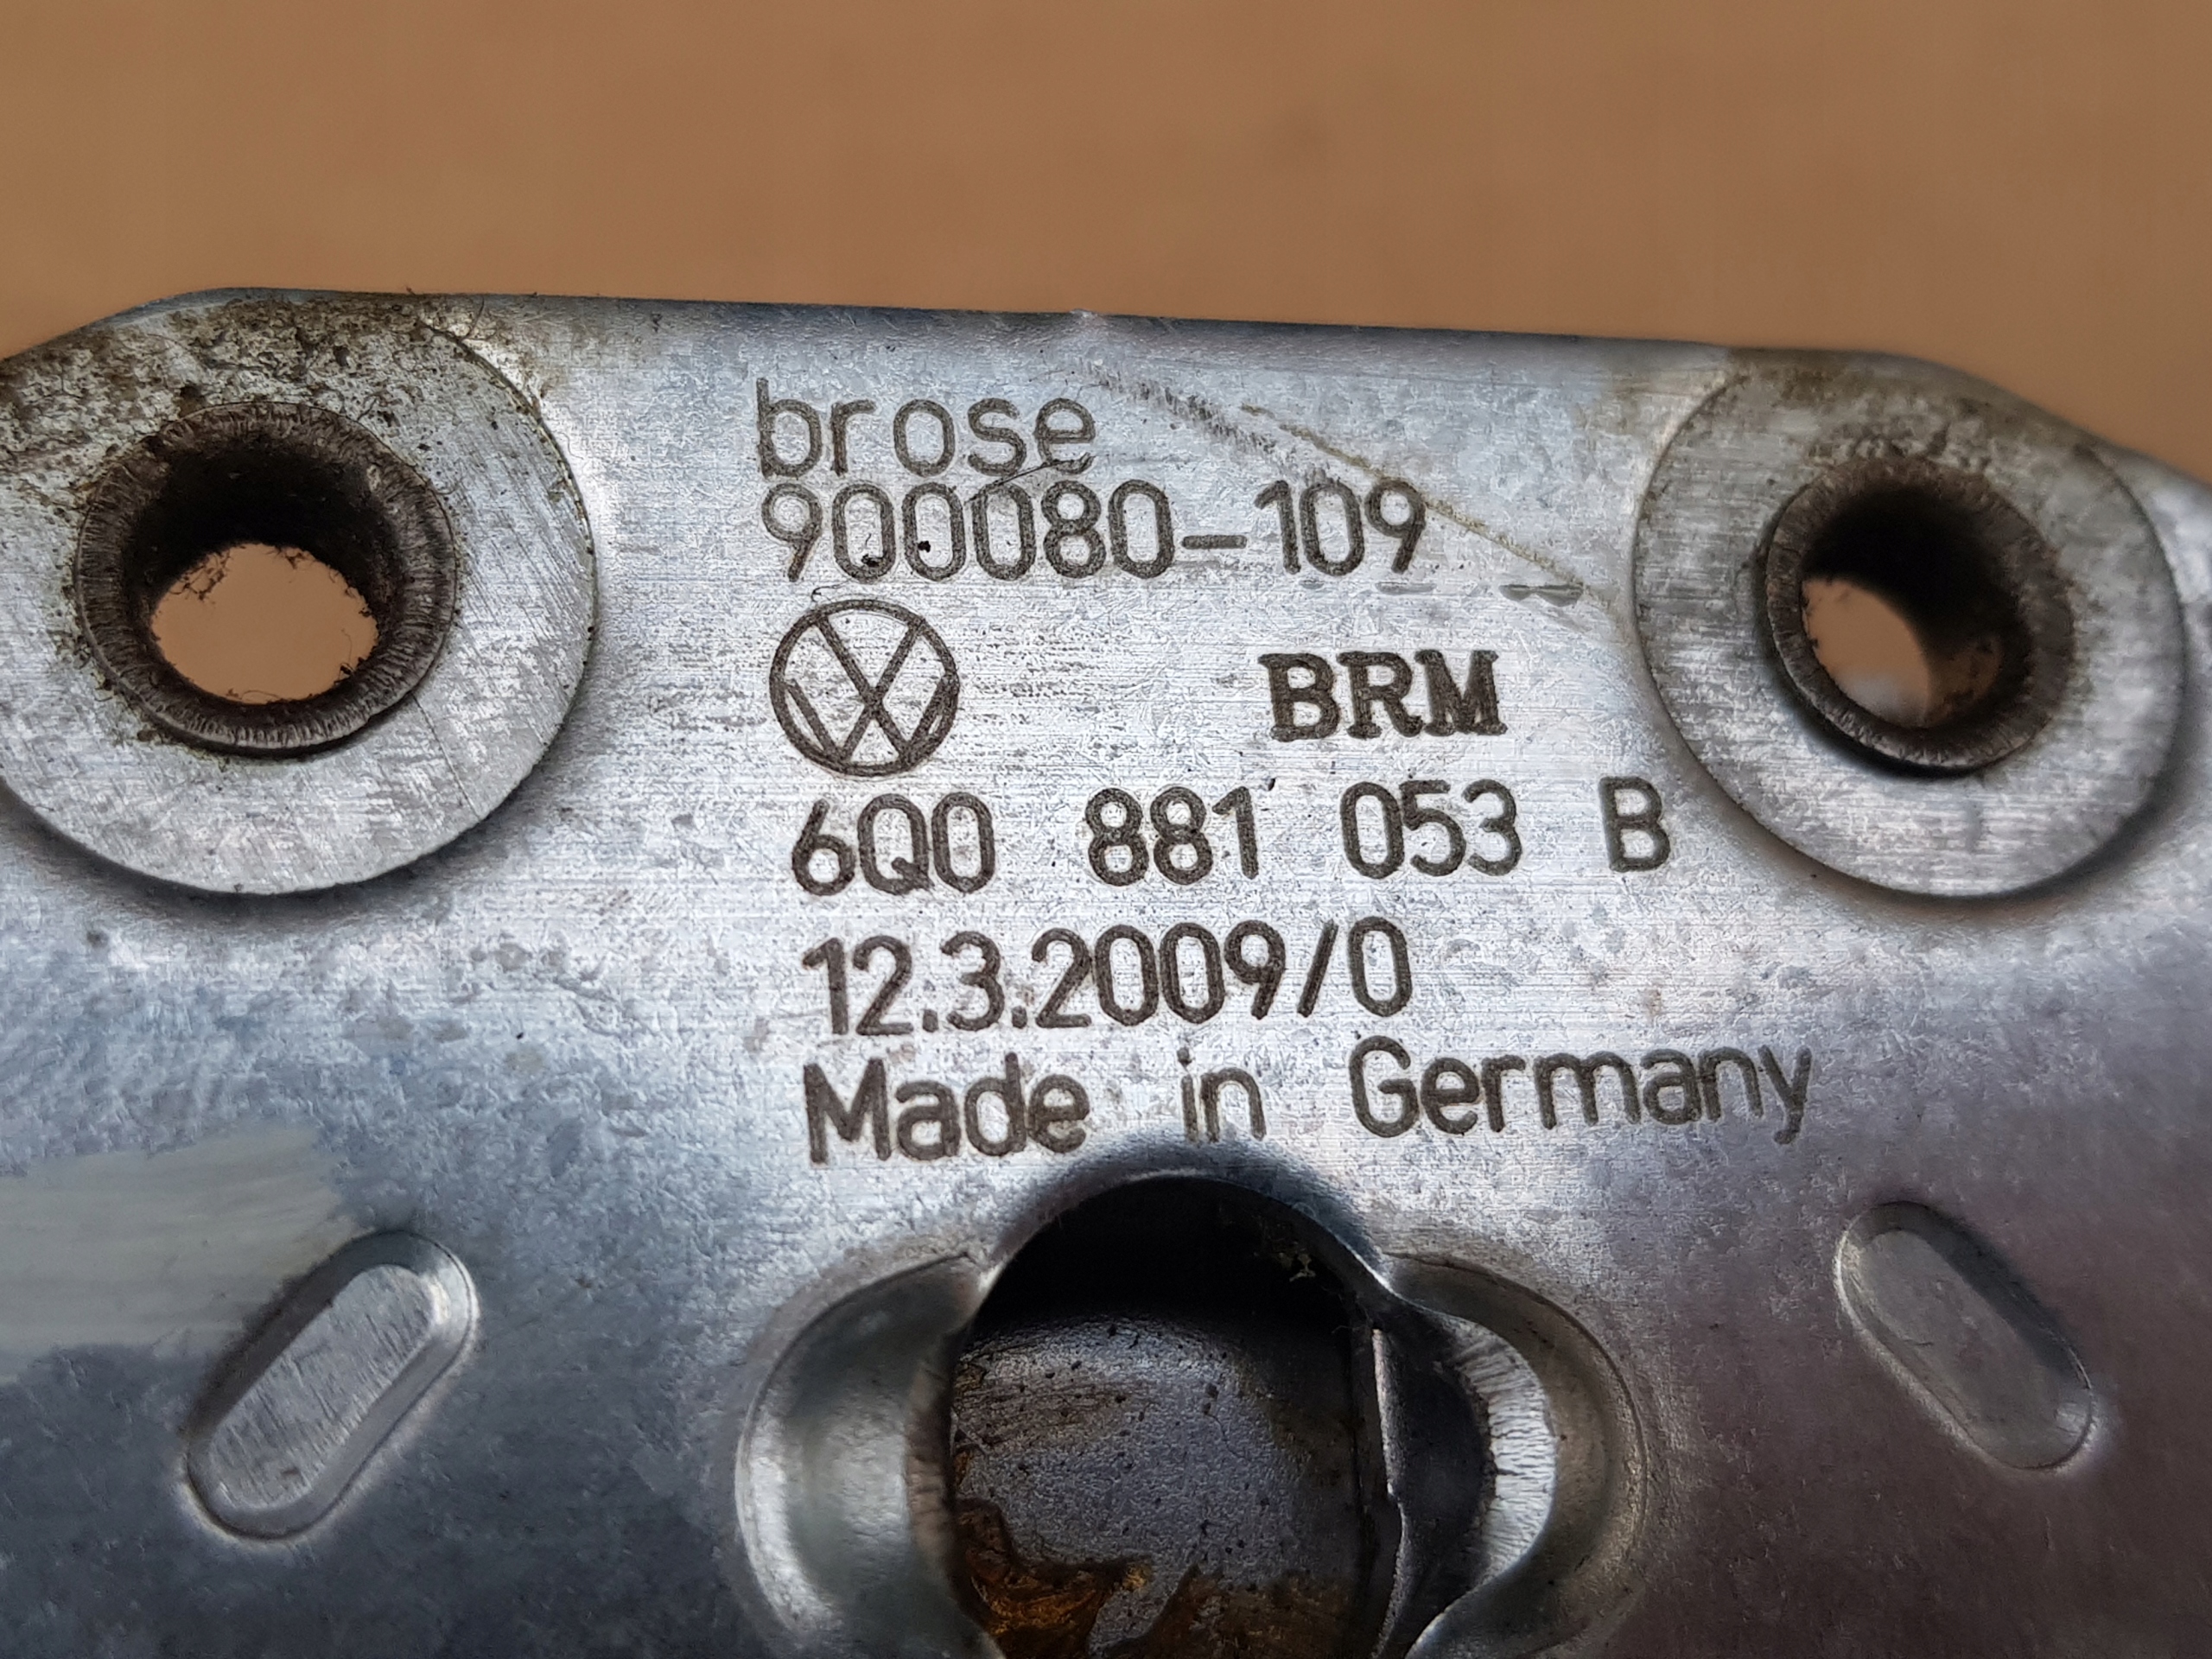 brose
900080-109
BRM
6Q0 881 053 B
12.3.2009/0
Made in Germany